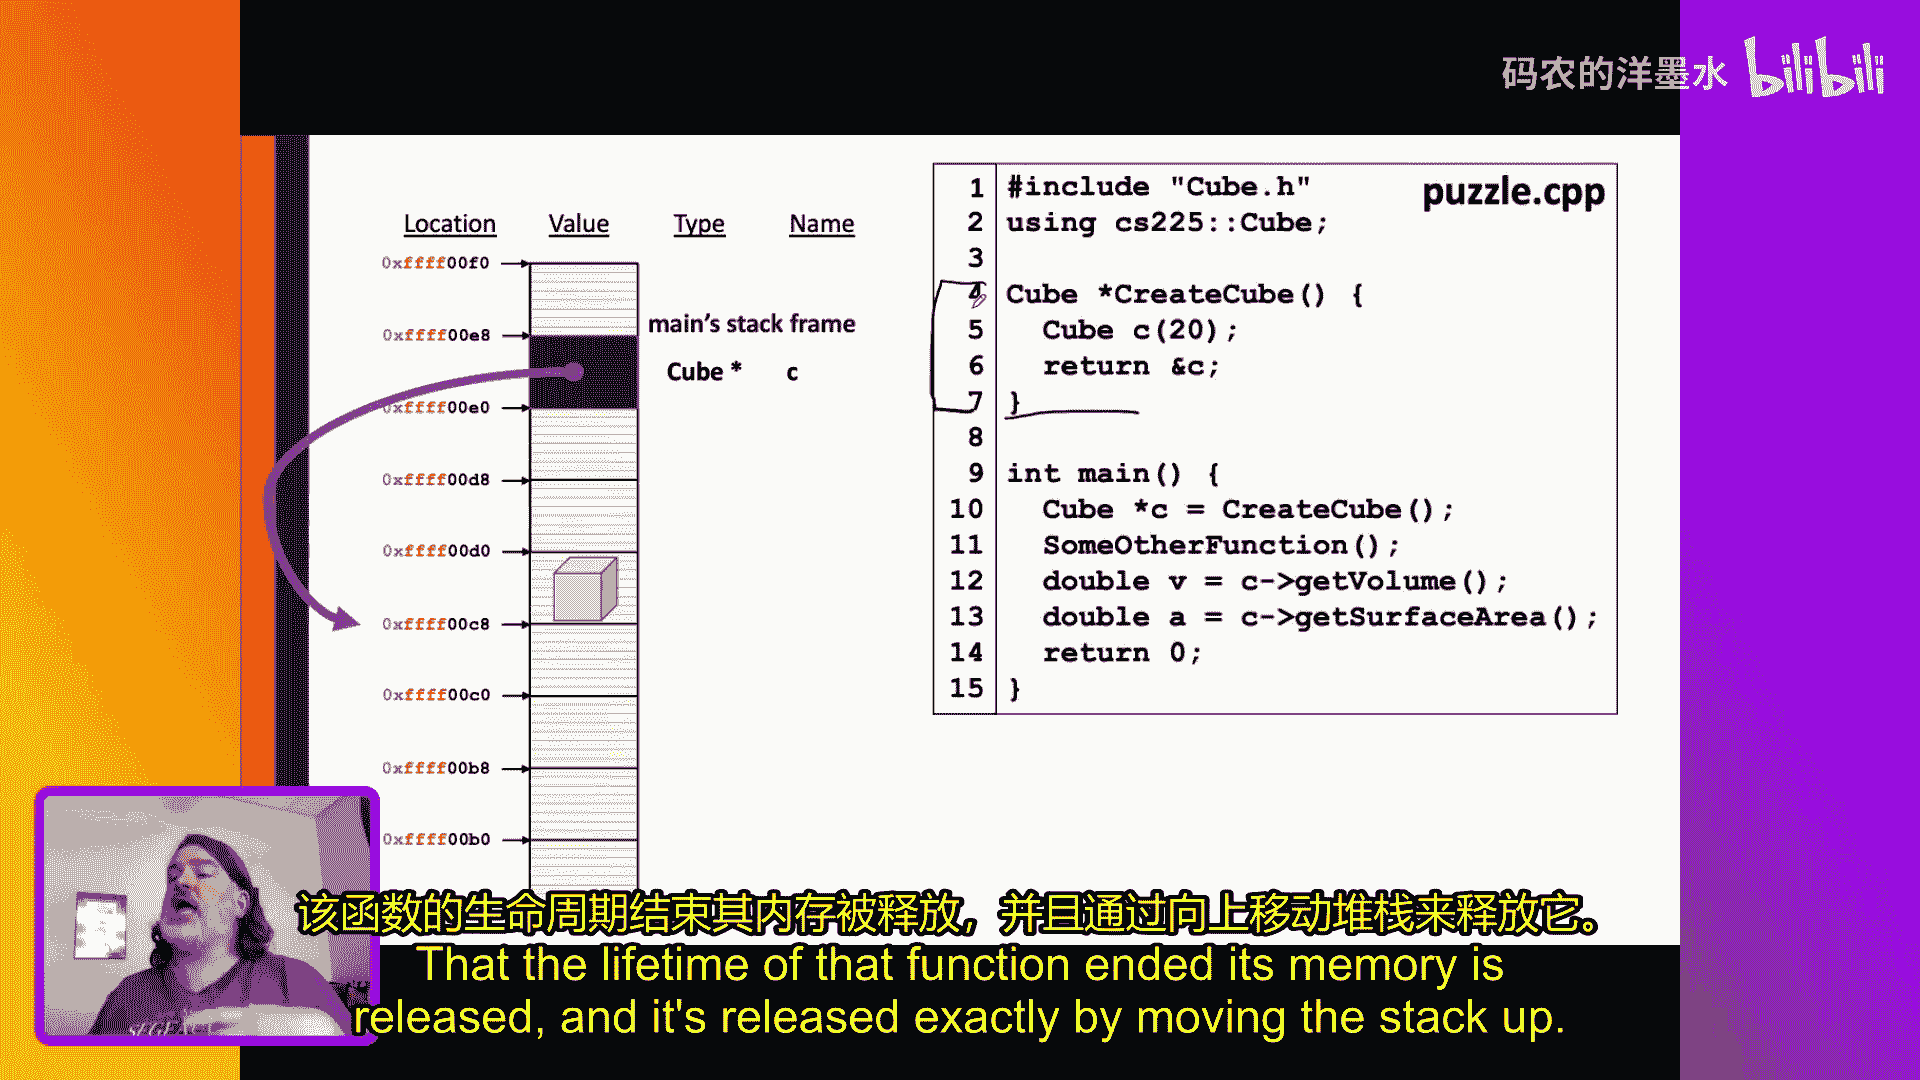 码农的洋墨水 bilibili
Location Value Type Name
0xffff00f0
main's stack frame
0xffff00e8
Cube * c
0xffff00e0
0xffff00d8
0xffff00d0
0xffff00c8
0xffff00c0
0xffff00b8
0xffff00b0
puzzle.cpp
1 #include "Cube.h"
2 using cs225::Cube;
3
4 Cube *CreateCube() {
5 Cube c(20);
6 return &c;
7 }
8
9 int main() {
10 Cube *c = CreateCube();
11 SomeOtherFunction();
12 double v = c->getVolume();
13 double a = c->getSurfaceArea();
14 return 0;
15 }
该函数的生命周期结束其内存被释放，并且通过向上移动堆栈来释放它。
That the lifetime of that function ended its memory is
released, and it's released exactly by moving the stack up.